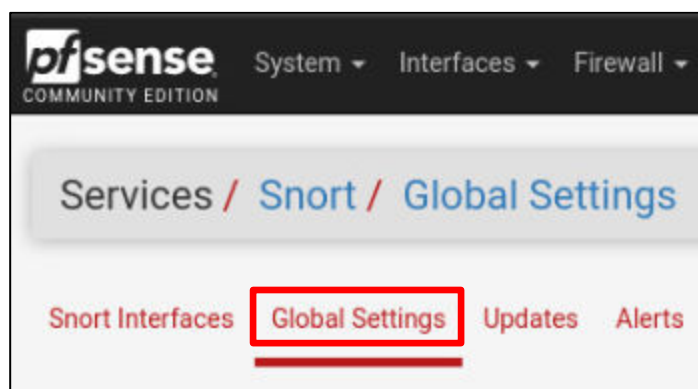 pfsense System Interfaces Firewall
COMMUNITY EDITION
Services / Snort / Global Settings
Snort Interfaces Global Settings Updates Alerts